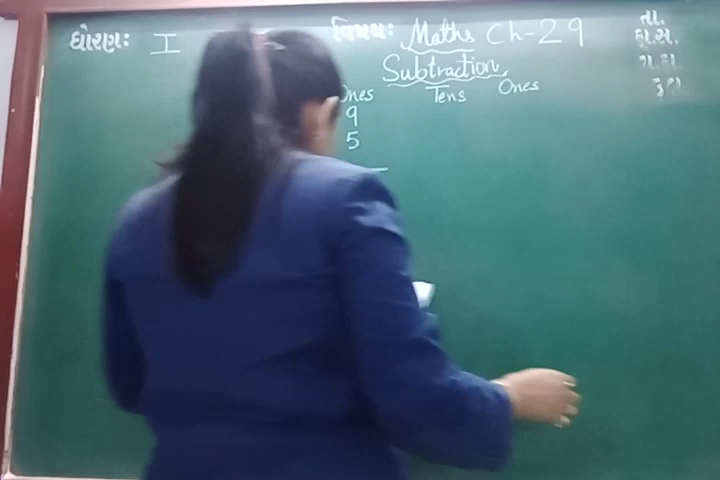 ધોરણઃ I વિષયઃ Maths Ch-29
Subtraction
Ones Tens Ones
9
5
તા.
હા.સં.
ગે.હા.
કુલ